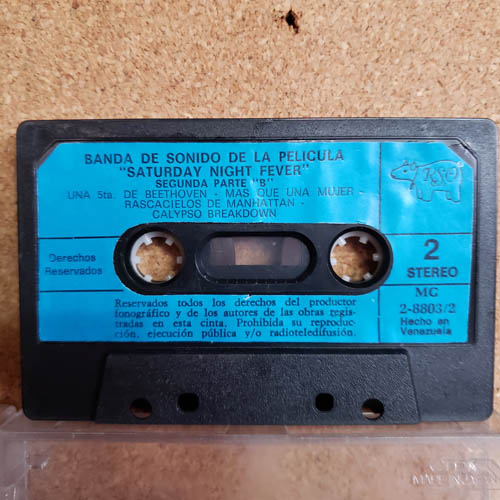 BANDA DE SONIDO DE LA PELICULA
"SATURDAY NIGHT FEVER"
SEGUNDA PARTE "B"
UNA 5ta. DE BEETHOVEN - MAS QUE UNA MUJER -
RASCACIELOS DE MANHATTAN -
CALYPSO BREAKDOWN
RSO
Derechos
Reservados
2
STEREO
MC
2-8803/2
Hecho en
Venezuela
Reservados todos los derechos del productor
fonográfico y de los autores de las obras regis-
tradas en esta cinta. Prohibida su reproduc-
ción, ejecución pública y/o radioteledifusión.
MADE IN